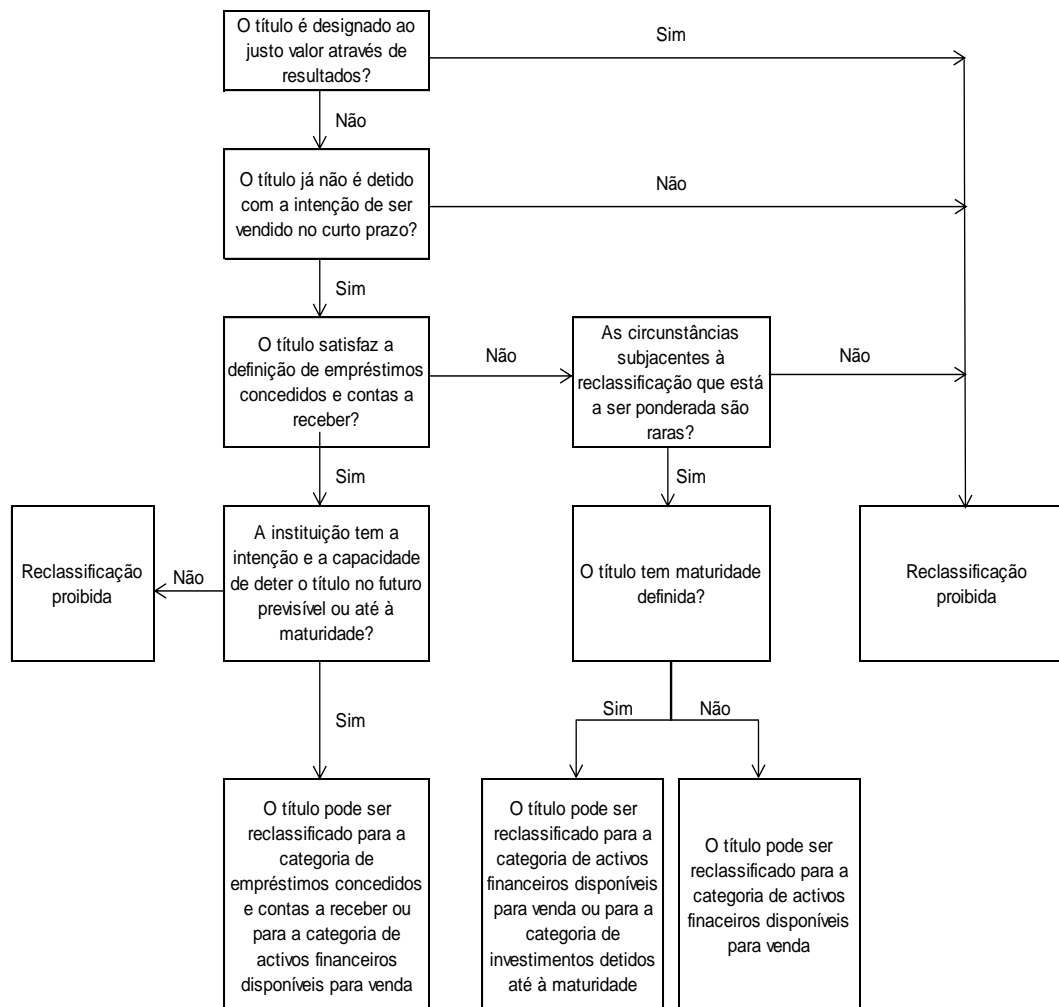 O título é designado ao
justo valor através de
resultados?
Sim
Não
O título já não é detido
com a intenção de ser
vendido no curto prazo?
Não
Sim
O título satisfaz a
definição de empréstimos
concedidos e contas a
receber?
Não
As circunstâncias
subjacentes à
reclassificação que está
a ser ponderada são
raras?
Não
Sim
Sim
Reclassificação
proibida
Não
A instituição tem a
intenção e a capacidade
de deter o título no futuro
previsível ou até à
maturidade?
O título tem maturidade
definida?
Reclassificação
proibida
Sim
Sim
Não
O título pode ser
reclassificado para a
categoria de
empréstimos concedidos
e contas a receber ou
para a categoria de
activos financeiros
disponíveis para venda
O título pode ser
reclassificado para a
categoria de activos
financeiros disponíveis
para venda ou para a
categoria de
investimentos detidos
até à maturidade
O título pode ser
reclassificado para a
categoria de activos
finaceiros disponíveis
para venda